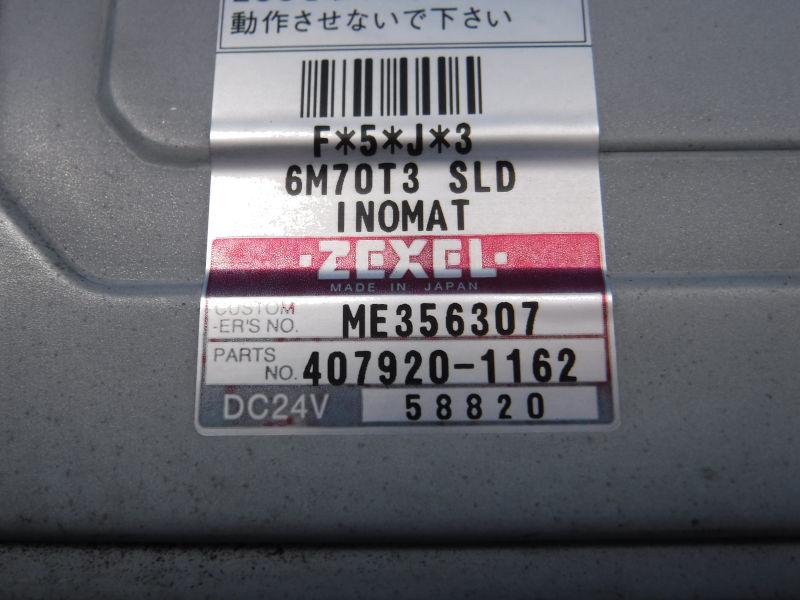 動作させないで下さい
F*5*J*3
6M70T3 SLD
INOMAT
・ZEXEL・
MADE IN JAPAN
CUSTOM
-ER'S NO. ME356307
PARTS
NO. 407920-1162
DC24V 58820